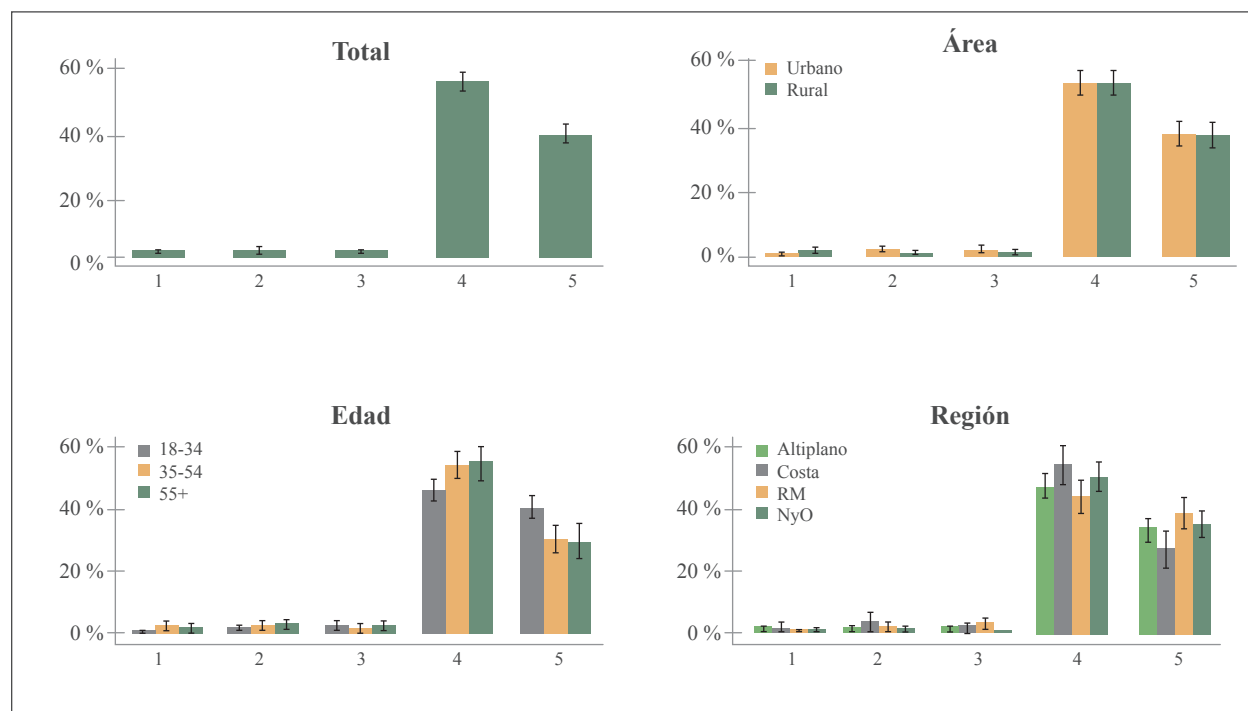 Total
60 %
40 %
20 %
0 %
1 2 3 4 5
Área
Urbano
Rural
60 %
40 %
20 %
0 %
1 2 3 4 5
Edad
18-34
35-54
55+
60 %
40 %
20 %
0 %
1 2 3 4 5
Región
Altiplano
Costa
RM
NyO
60 %
40 %
20 %
0 %
1 2 3 4 5